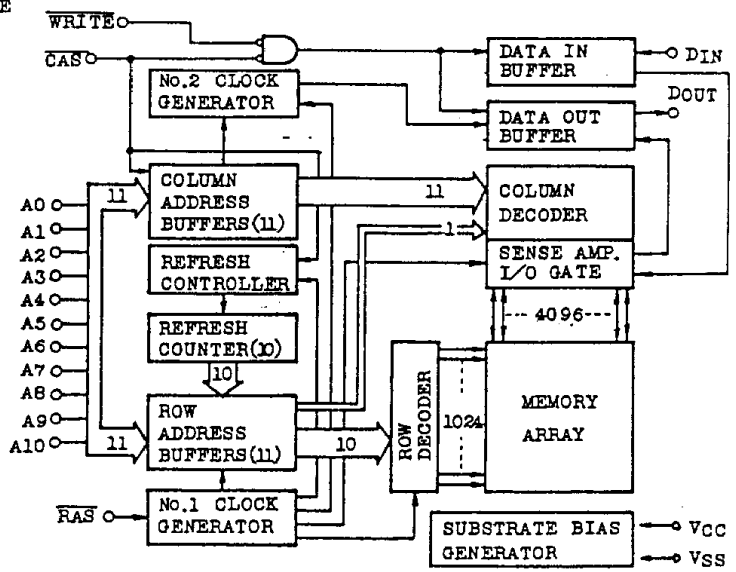 E
WRITE
CAS
No.2 CLOCK
GENERATOR
DATA IN
BUFFER
DIN
DOUT
DATA OUT
BUFFER
A0
A1
A2
A3
A4
A5
A6
A7
A8
A9
A10
11
11
COLUMN
ADDRESS
BUFFERS(11)
11
COLUMN
DECODER
1
REFRESH
CONTROLLER
SENSE AMP.
I/O GATE
REFRESH
COUNTER(10)
10
4096
ROW
ADDRESS
BUFFERS(11)
10
ROW
DECODER
1024
MEMORY
ARRAY
RAS
No.1 CLOCK
GENERATOR
SUBSTRATE BIAS
GENERATOR
VCC
VSS